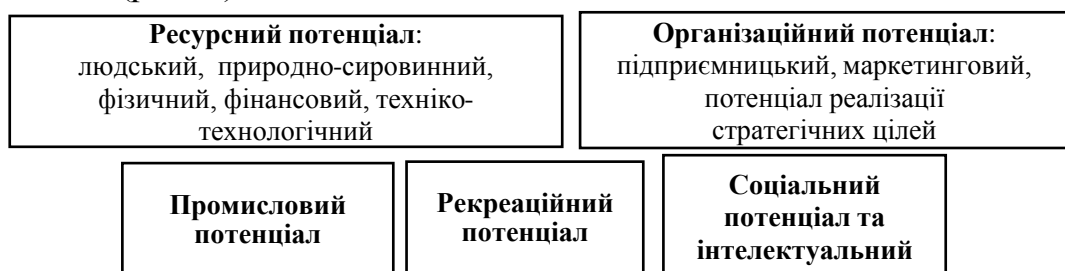 Ресурсний потенціал:
людський, природно-сировинний,
фізичний, фінансовий, техніко-
технологічний
Організаційний потенціал:
підприємницький, маркетинговий,
потенціал реалізації
стратегічних цілей
Промисловий
потенціал
Рекреаційний
потенціал
Соціальний
потенціал та
інтелектуальний